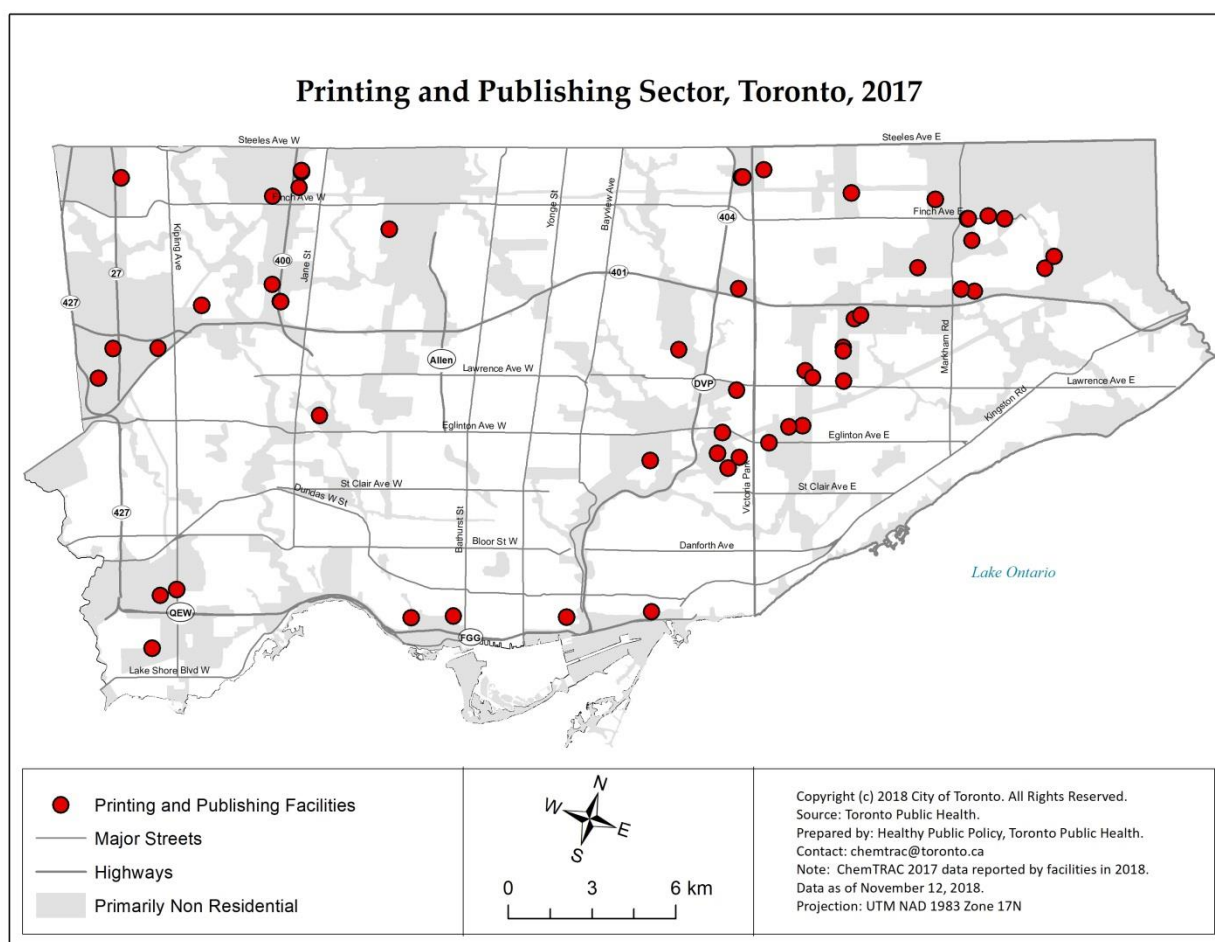 Printing and Publishing Sector, Toronto, 2017
Steeles Ave W
Steeles Ave E
Finch Ave E
Kipling Ave
27
427
400
Jane St
Yonge St
Bayview Ave
404
401
Allen
Lawrence Ave W
DVP
Markham Rd
Kingston Rd
Lawrence Ave E
Eglinton Ave W
Eglinton Ave E
St Clair Ave W
Victoria Park
St Clair Ave E
Dundas W St
427
Bathurst St
Bloor St W
Danforth Ave
Lake Ontario
QEW
FGG
Lake Shore Blvd W
Printing and Publishing Facilities
Major Streets
Highways
Primarily Non Residential
N
W
E
S
0 3 6 km
Copyright (c) 2018 City of Toronto. All Rights Reserved.
Source: Toronto Public Health.
Prepared by: Healthy Public Policy, Toronto Public Health.
Contact: chemtrac@toronto.ca
Note: ChemTRAC 2017 data reported by facilities in 2018.
Data as of November 12, 2018.
Projection: UTM NAD 1983 Zone 17N